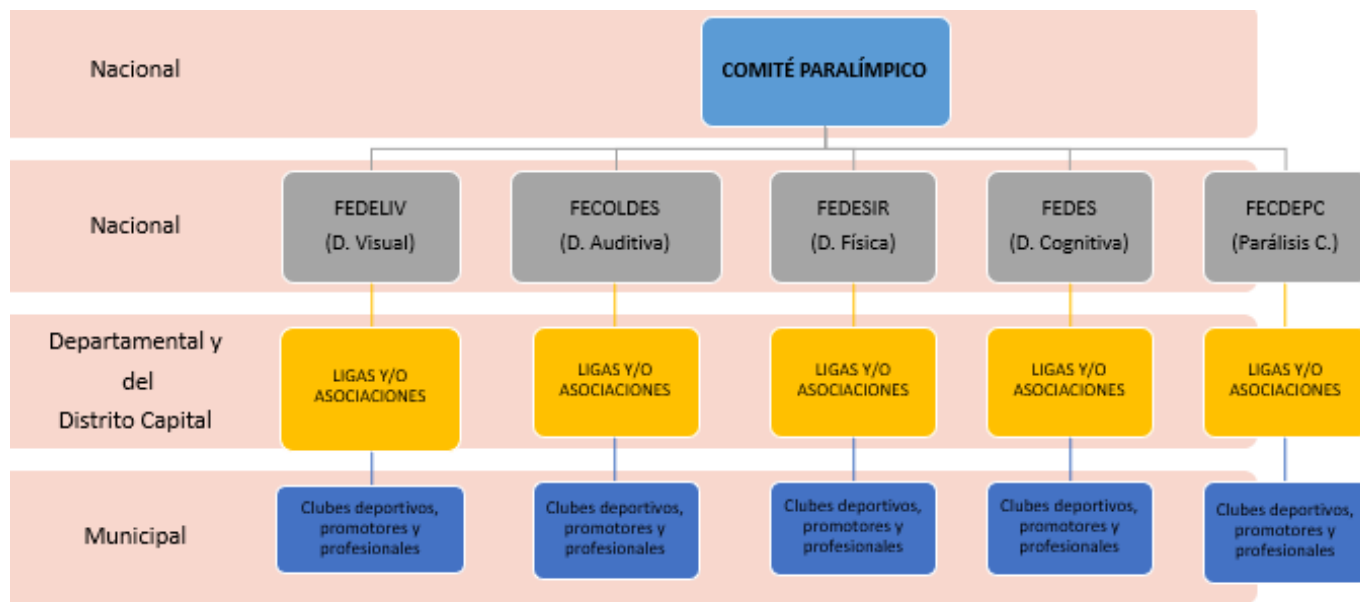 Nacional
COMITÉ PARALÍMPICO
Nacional
FEDELIV
(D. Visual)
FECOLDES
(D. Auditiva)
FEDESIR
(D. Física)
FEDES
(D. Cognitiva)
FECDEPC
(Parálisis C.)
Departamental y
del
Distrito Capital
LIGAS Y/O
ASOCIACIONES
LIGAS Y/O
ASOCIACIONES
LIGAS Y/O
ASOCIACIONES
LIGAS Y/O
ASOCIACIONES
LIGAS Y/O
ASOCIACIONES
Municipal
Clubes deportivos,
promotores y
profesionales
Clubes deportivos,
promotores y
profesionales
Clubes deportivos,
promotores y
profesionales
Clubes deportivos,
promotores y
profesionales
Clubes deportivos,
promotores y
profesionales